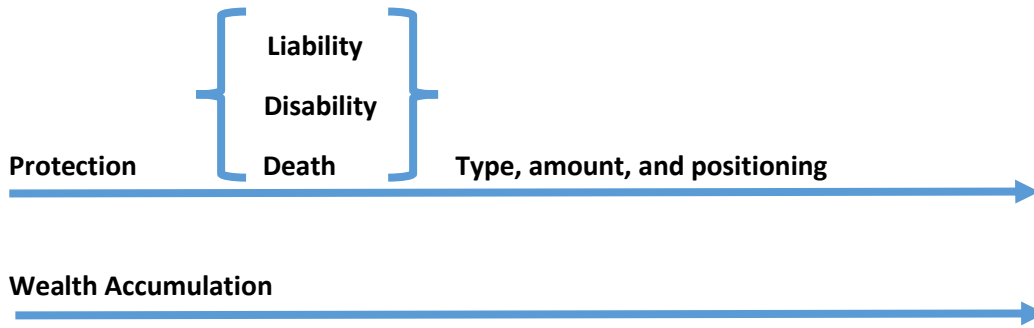 Liability
Disability
Protection Death Type, amount, and positioning
Wealth Accumulation